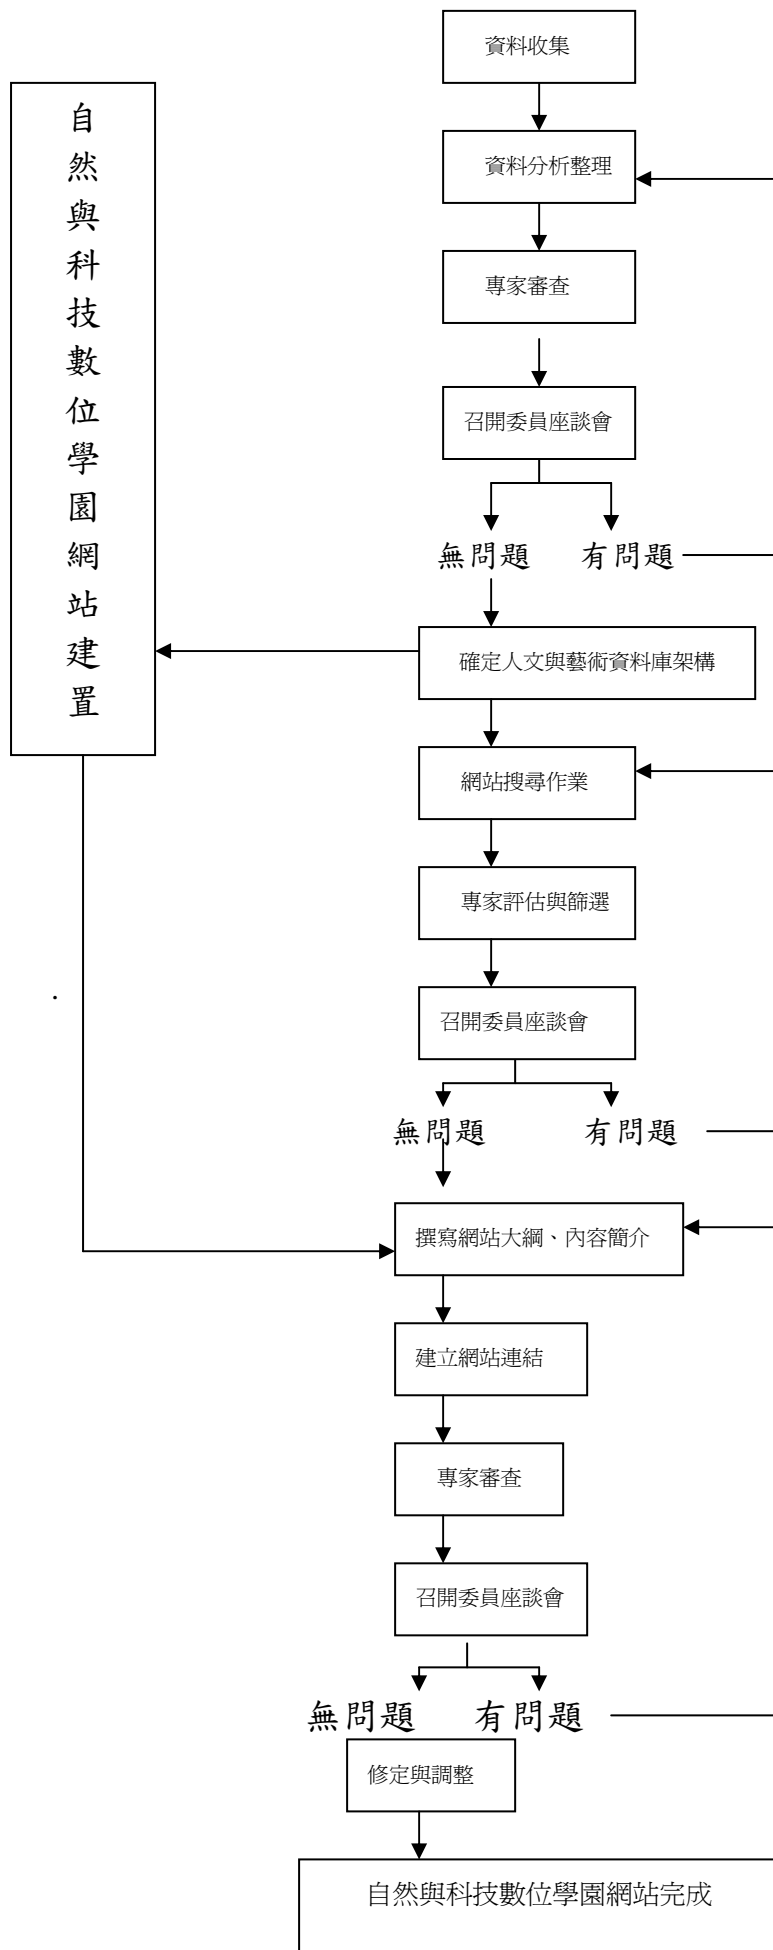 資料收集
自然與科技數位學園網站建置
資料分析整理
專家審查
召開委員座談會
無問題 有問題
確定人文與藝術資料庫架構
網站搜尋作業
專家評估與篩選
召開委員座談會
無問題 有問題
撰寫網站大綱、內容簡介
建立網站連結
專家審查
召開委員座談會
無問題 有問題
修定與調整
自然與科技數位學園網站完成